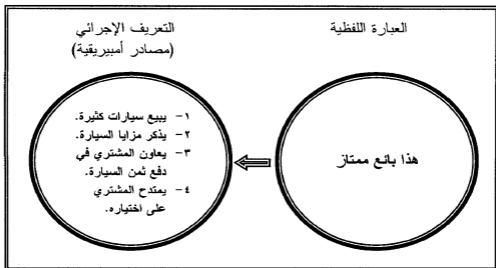 العبارة اللفظية
التعريف الإجرائي
(مصادر أمبيريقية)
هذا بائع ممتاز
١- يبيع سيارات كثيرة.
٢- يذكر مزايا السيارة.
٣- يعاون المشتري في
دفع ثمن السيارة.
٤- يمتدح المشتري
على اختياره.